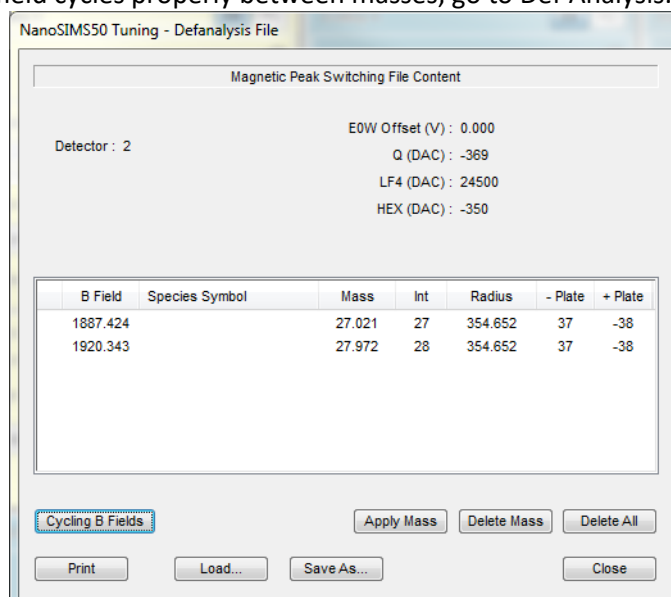 field cycles properly between masses, go to Def Analysis.
NanoSIMS50 Tuning - Defanalysis File
Magnetic Peak Switching File Content
E0W Offset (V) : 0.000
Detector : 2
Q (DAC) : -369
LF4 (DAC) : 24500
HEX (DAC) : -350
B Field Species Symbol Mass Int Radius - Plate + Plate
1887.424 27.021 27 354.652 37 -38
1920.343 27.972 28 354.652 37 -38
Cycling B Fields Apply Mass Delete Mass Delete All
Print Load... Save As... Close